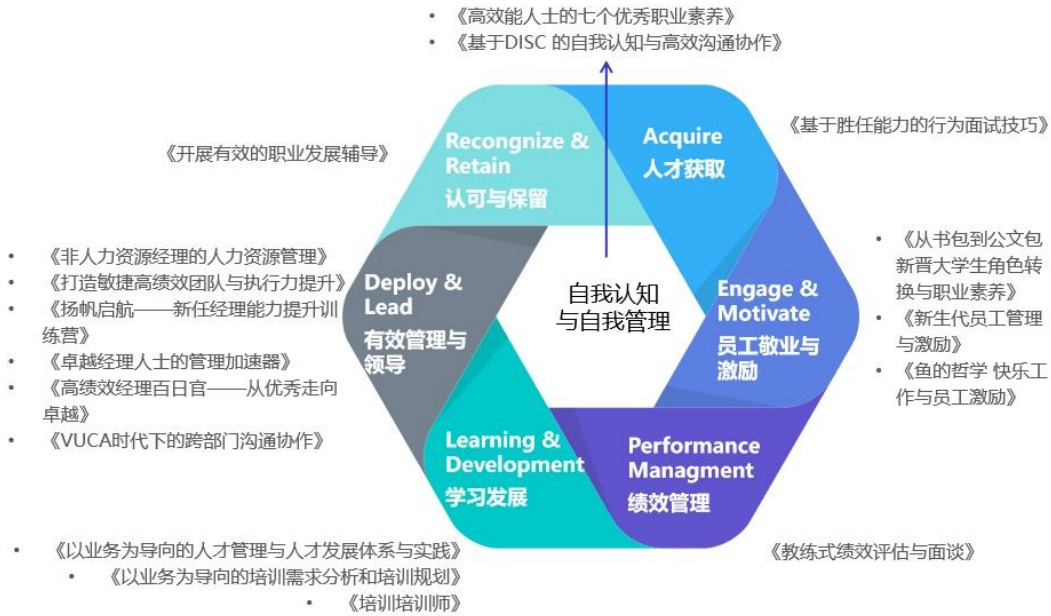 • 《高效能人士的七个优秀职业素养》
• 《基于DISC 的自我认知与高效沟通协作》
Recongnize &
Retain
认可与保留
Acquire
人才获取
《基于胜任能力的行为面试技巧》
《开展有效的职业发展辅导》
• 《非人力资源经理的人力资源管理》
• 《打造敏捷高绩效团队与执行力提升》
• 《扬帆启航——新任经理能力提升训
练营》
• 《卓越经理人士的管理加速器》
• 《高绩效经理百日官——从优秀走向
卓越》
• 《VUCA时代下的跨部门沟通协作》
Deploy &
Lead
有效管理与
领导
自我认知
与自我管理
Engage &
Motivate
员工敬业与
激励
• 《从书包到公文包
新晋大学生角色转
换与职业素养》
• 《新生代员工管理
与激励》
• 《鱼的哲学 快乐工
作与员工激励》
Learning &
Development
学习发展
Performance
Managment
绩效管理
• 《以业务为导向的人才管理与人才发展体系与实践》
• 《以业务为导向的培训需求分析和培训规划》
• 《培训培训师》
《教练式绩效评估与面谈》